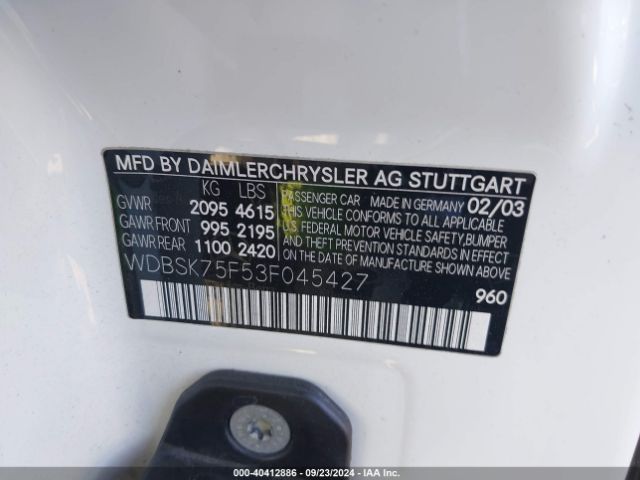 MFD BY DAIMLERCHRYSLER AG STUTTGART
KG LBS
GVWR 2095 4615
GAWR FRONT 995 2195
GAWR REAR 1100 2420
PASSENGER CAR MADE IN GERMANY 02/03
THIS VEHICLE CONFORMS TO ALL APPLICABLE
U.S. FEDERAL MOTOR VEHICLE SAFETY, BUMPER
AND THEFT PREVENTION STANDARDS IN EFFECT
ON THE DATE OF MANUFACTURE SHOWN ABOVE.
WDBSK75F53F045427
960
000-40412886 - 09/23/2024 - IAA Inc.